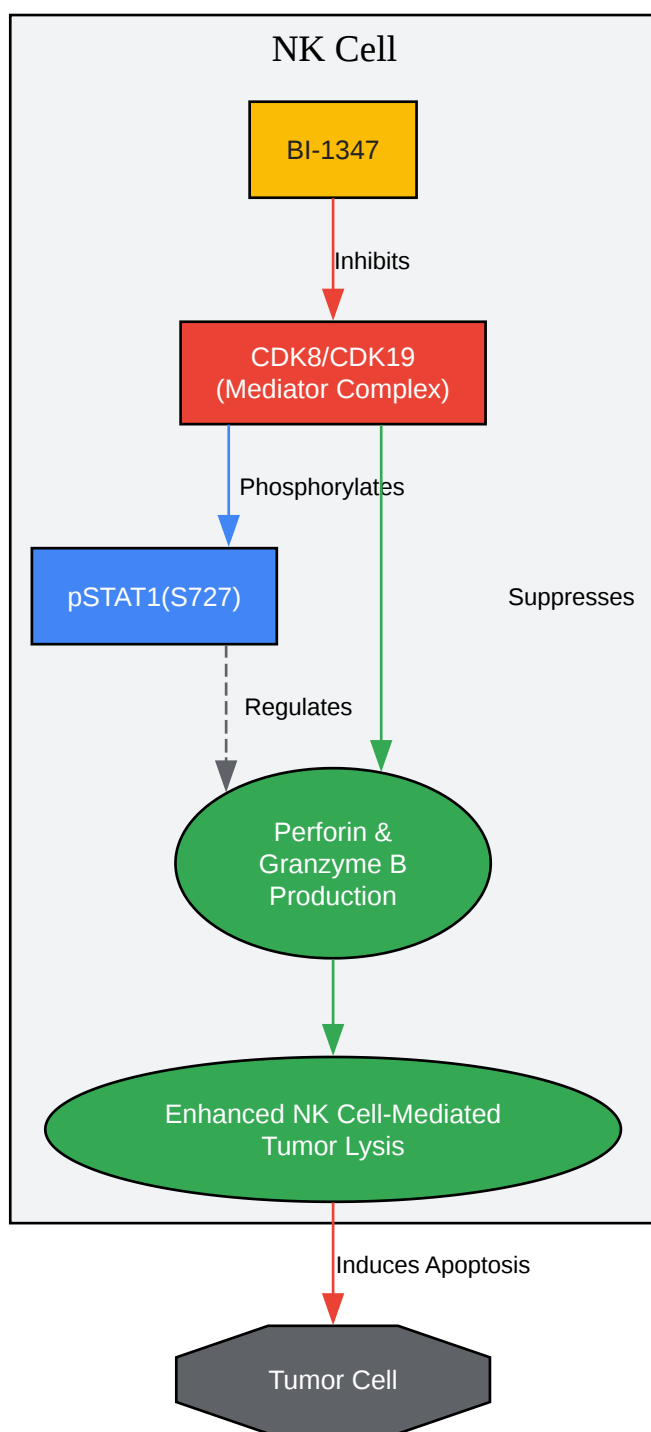 NK Cell
BI-1347
Inhibits
CDK8/CDK19
(Mediator Complex)
Phosphorylates
pSTAT1(S727)
Suppresses
Regulates
Perforin &
Granzyme B
Production
Enhanced NK Cell-Mediated
Tumor Lysis
Induces Apoptosis
Tumor Cell